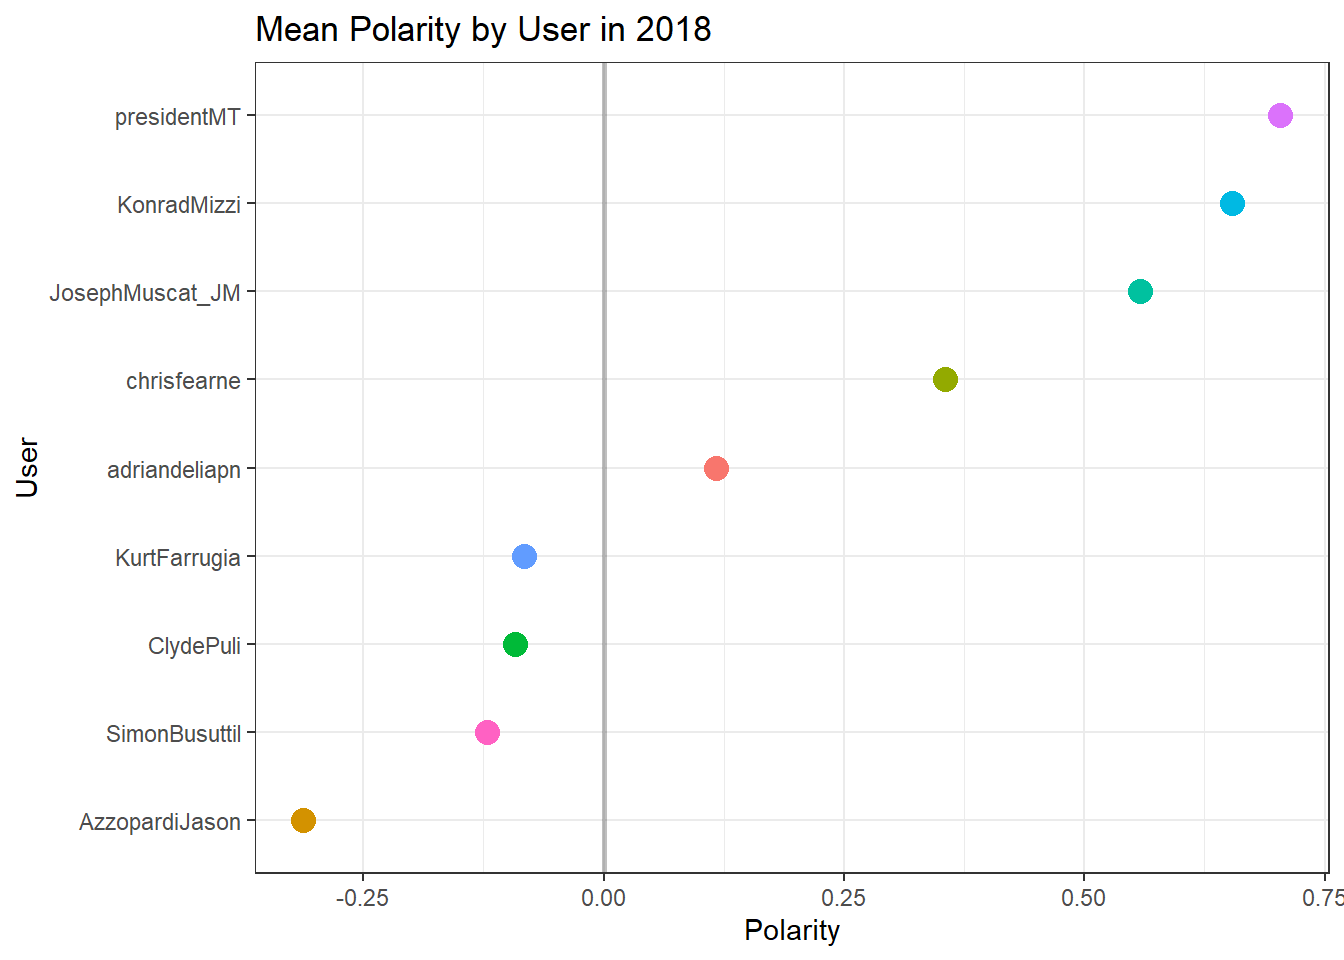 Mean Polarity by User in 2018
presidentMT
KonradMizzi
JosephMuscat_JM
chrisfearne
adriandeliapn
KurtFarrugia
ClydePuli
SimonBusuttil
AzzopardiJason
User
-0.25 0.00 0.25 0.50 0.75
Polarity